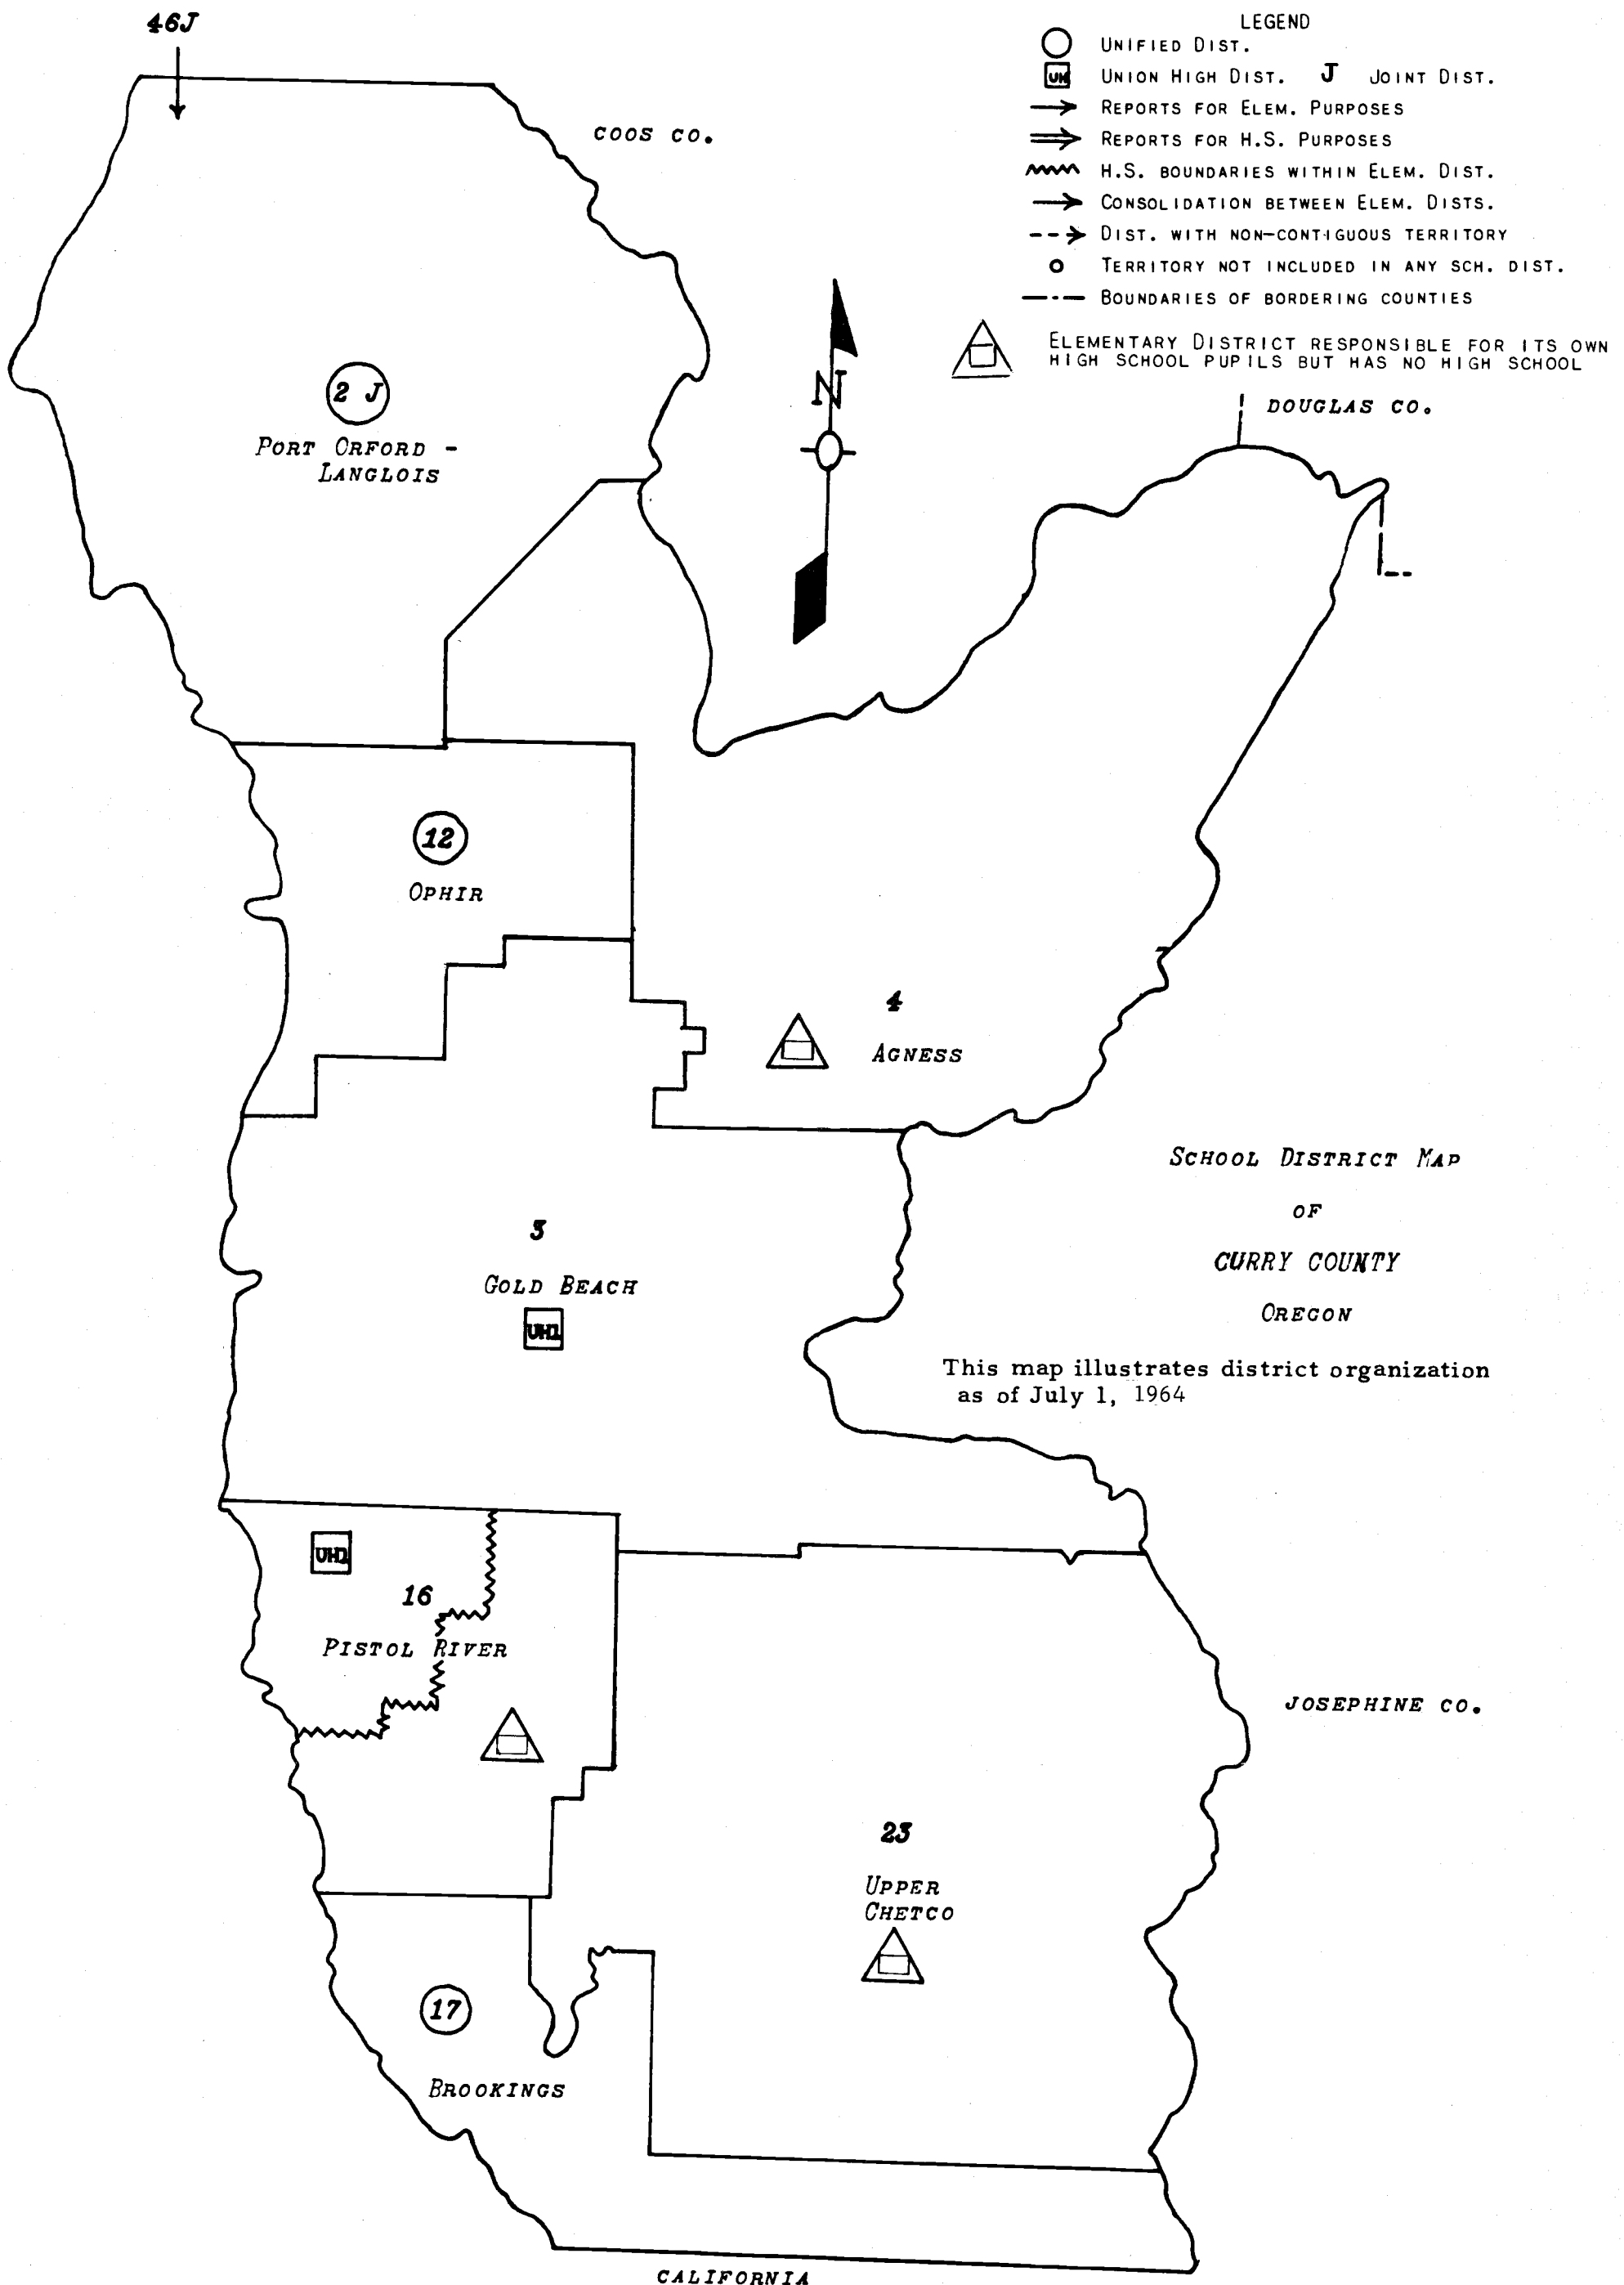 46J
LEGEND
UNIFIED DIST.
UH UNION HIGH DIST. J JOINT DIST.
REPORTS FOR ELEM. PURPOSES
REPORTS FOR H.S. PURPOSES
H.S. BOUNDARIES WITHIN ELEM. DIST.
CONSOLIDATION BETWEEN ELEM. DISTS.
DIST. WITH NON-CONTIGUOUS TERRITORY
TERRITORY NOT INCLUDED IN ANY SCH. DIST.
BOUNDARIES OF BORDERING COUNTIES
ELEMENTARY DISTRICT RESPONSIBLE FOR ITS OWN
HIGH SCHOOL PUPILS BUT HAS NO HIGH SCHOOL
COOS CO.
DOUGLAS CO.
N
2 J
PORT ORFORD -
LANGLOIS
12
OPHIR
4
AGNESS
SCHOOL DISTRICT MAP
OF
CURRY COUNTY
OREGON
This map illustrates district organization
as of July 1, 1964
3
GOLD BEACH
UH1
UH1
16
PISTOL RIVER
JOSEPHINE CO.
23
UPPER
CHETCO
17
BROOKINGS
CALIFORNIA